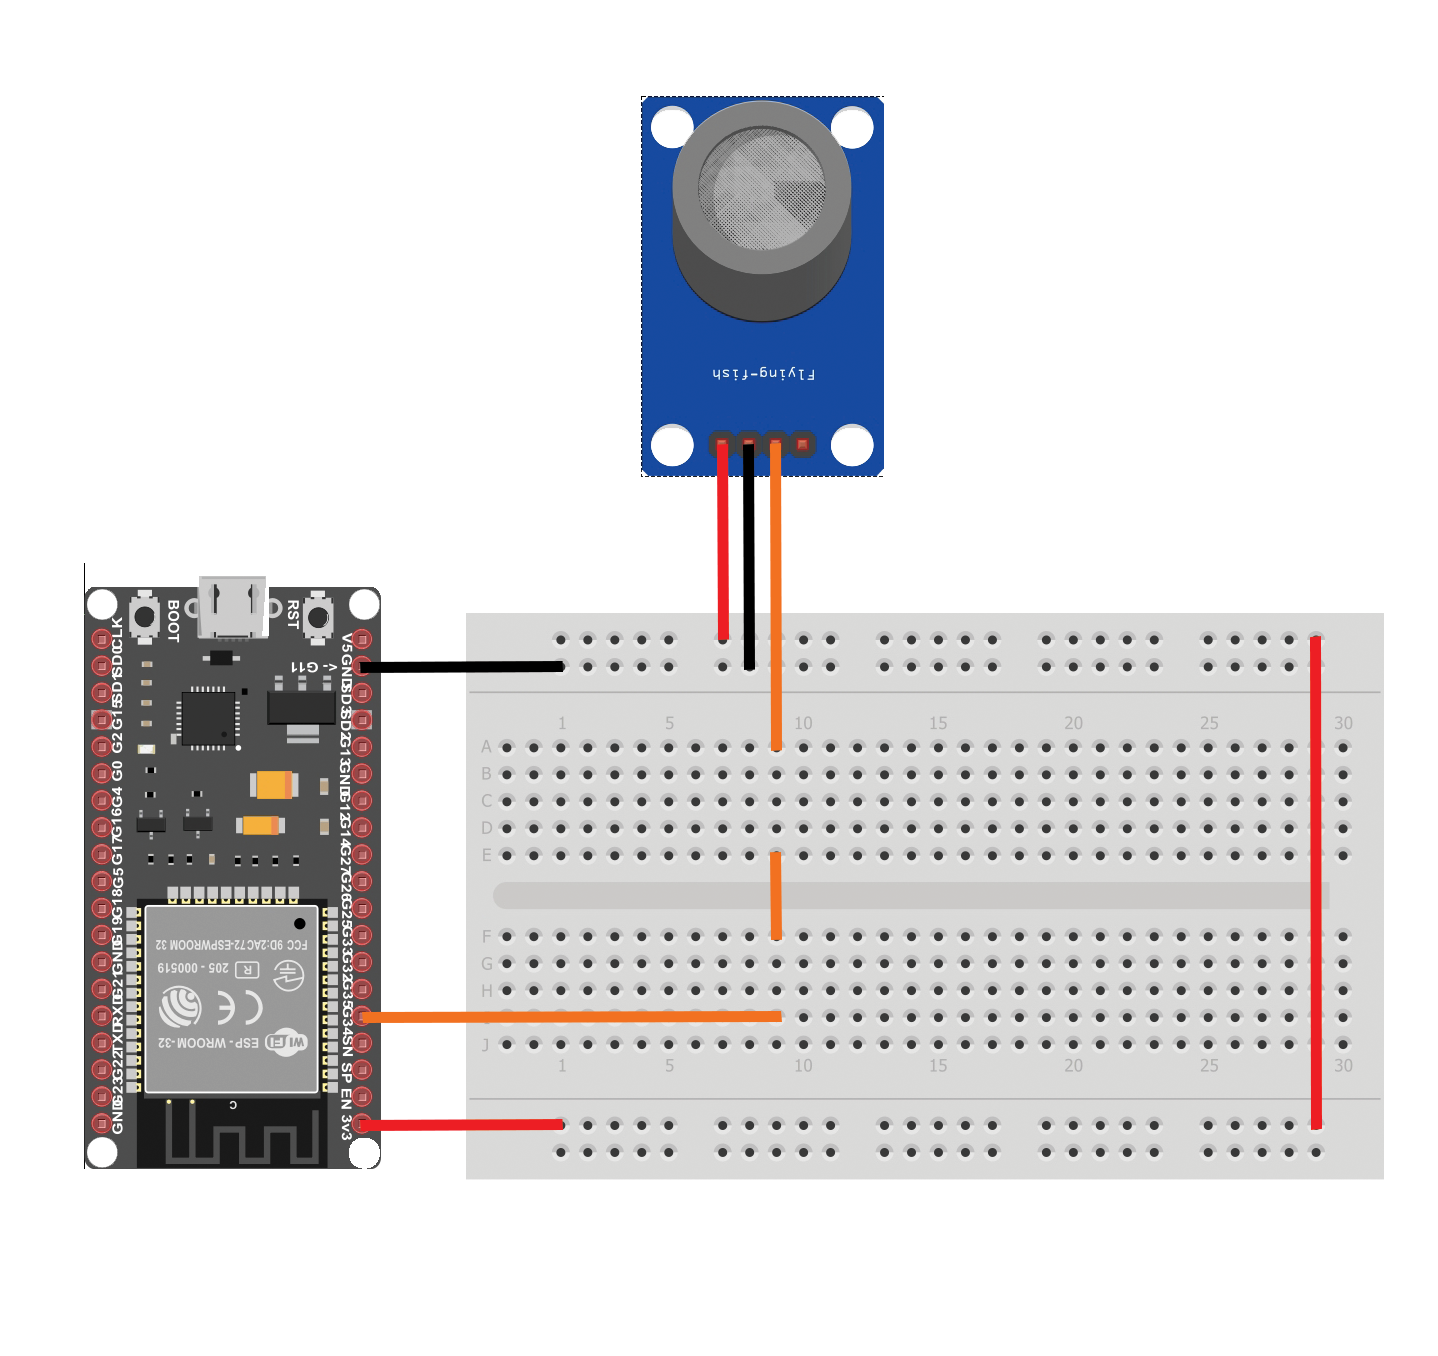 Flying-fish
BOOT
RST
CLK
SD0
SD1
G15
G2
G0
G4
G16
G17
G5
G18
G19
GND
G21
RXD
TXD
G22
G23
GND
V5
<- G11
GND
SD3
SD2
G13
GND
G12
G14
G27
G26
G25
G33
G32
G35
G34
SN
SP
EN
3v3
FCC 9D:2AC72-ESPWROOM 32
205 - 000519
R
CE
WiFi
ESP - WROOM-32
C
1 5 10 15 20 25 30
A
B
C
D
E
F
G
H
J
1 5 10 15 20 25 30